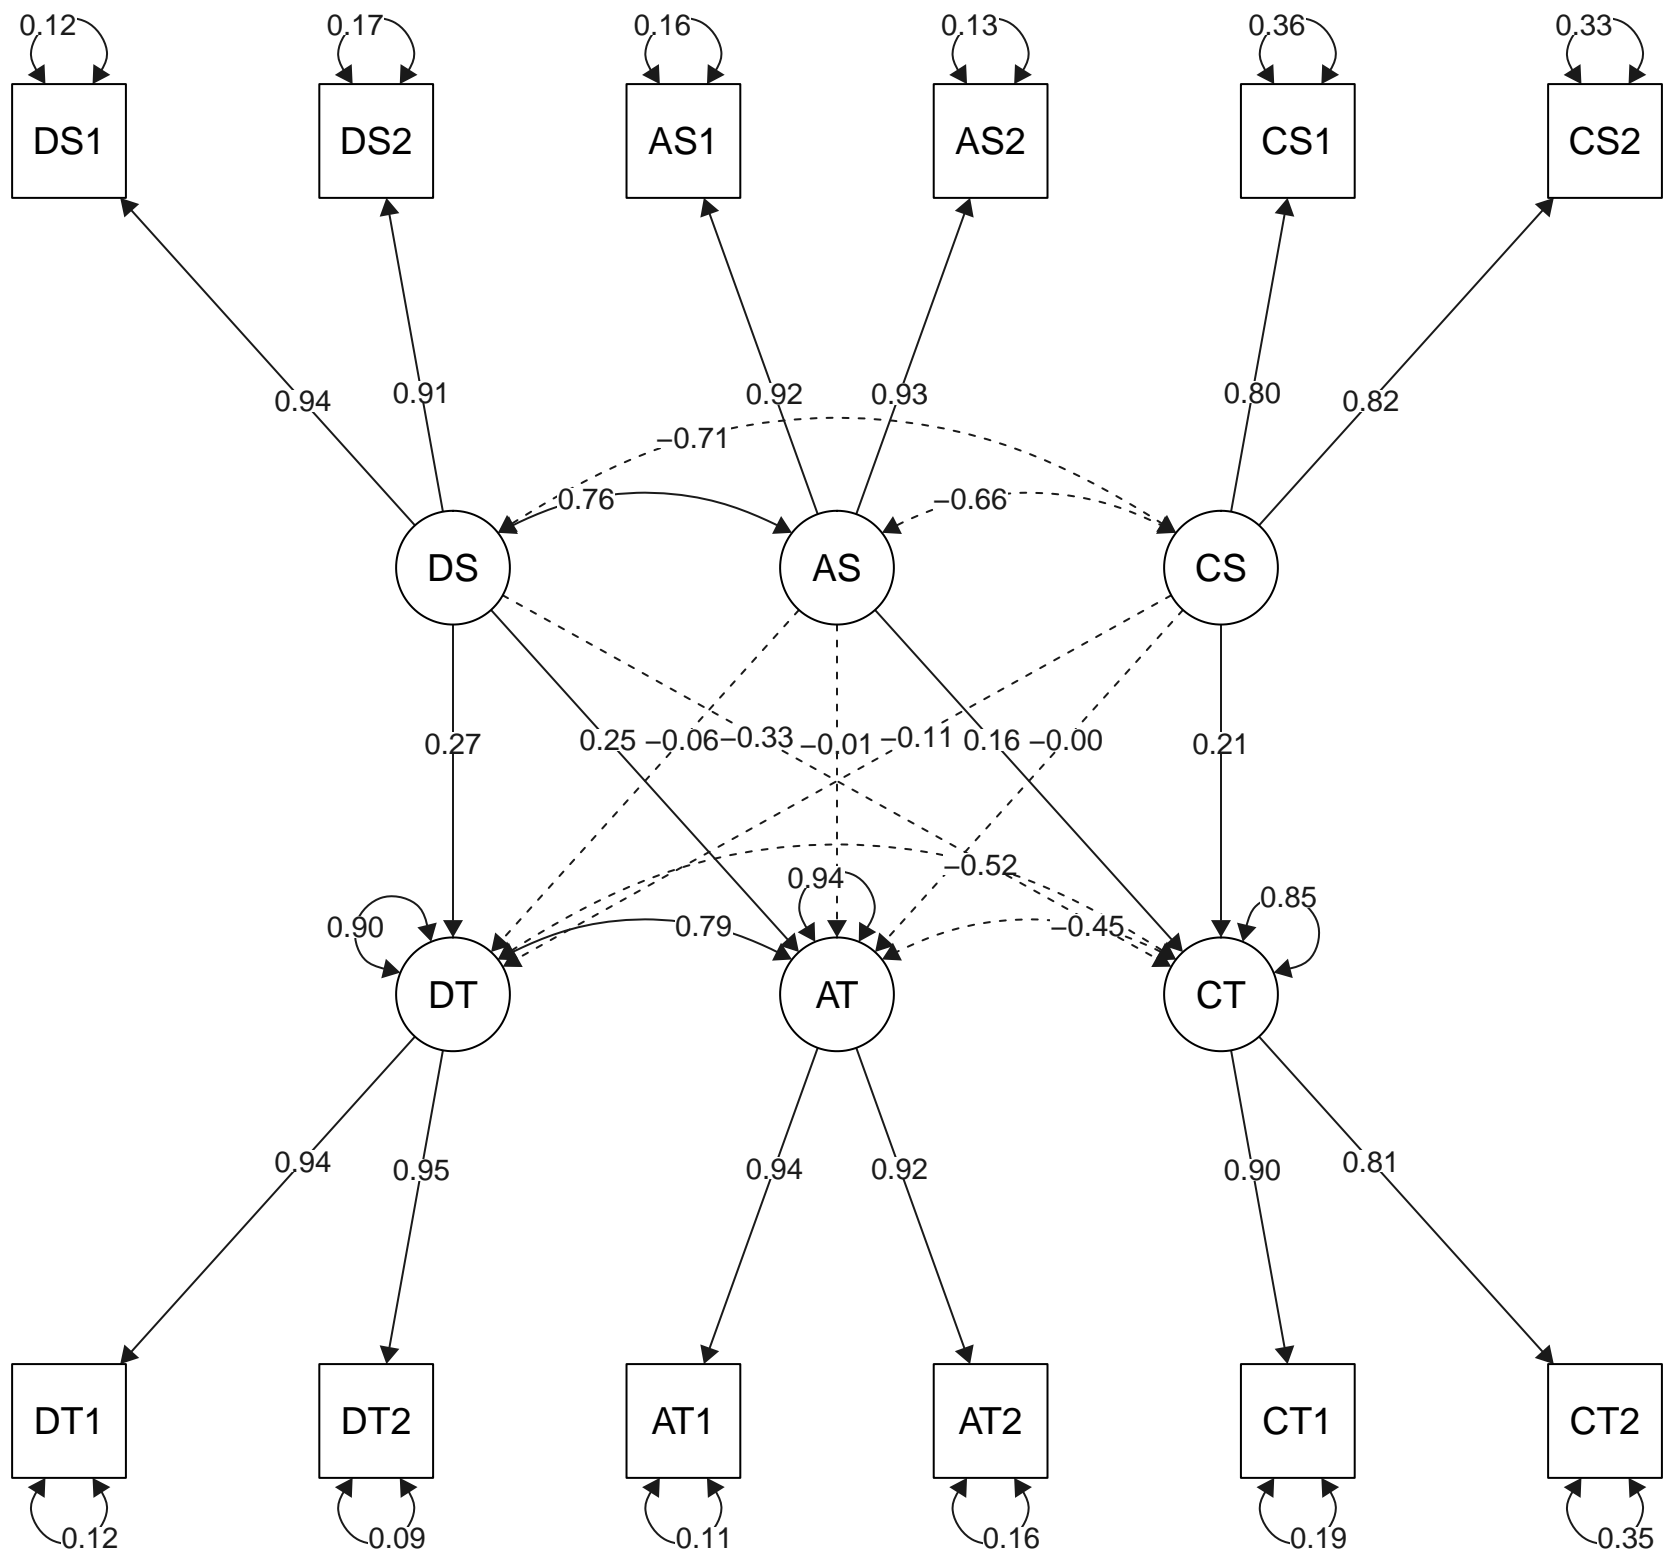 0.12 0.17 0.16 0.13 0.36 0.33
DS1 DS2 AS1 AS2 CS1 CS2
0.94 0.91 0.92 0.93 0.80 0.82
−0.71
0.76 −0.66
DS AS CS
0.27 0.25 −0.06 −0.33 −0.01 −0.11 0.16 −0.00 0.21
−0.52
0.94 0.85
0.90 0.79 −0.45
DT AT CT
0.94 0.95 0.94 0.92 0.90 0.81
DT1 DT2 AT1 AT2 CT1 CT2
0.12 0.09 0.11 0.16 0.19 0.35